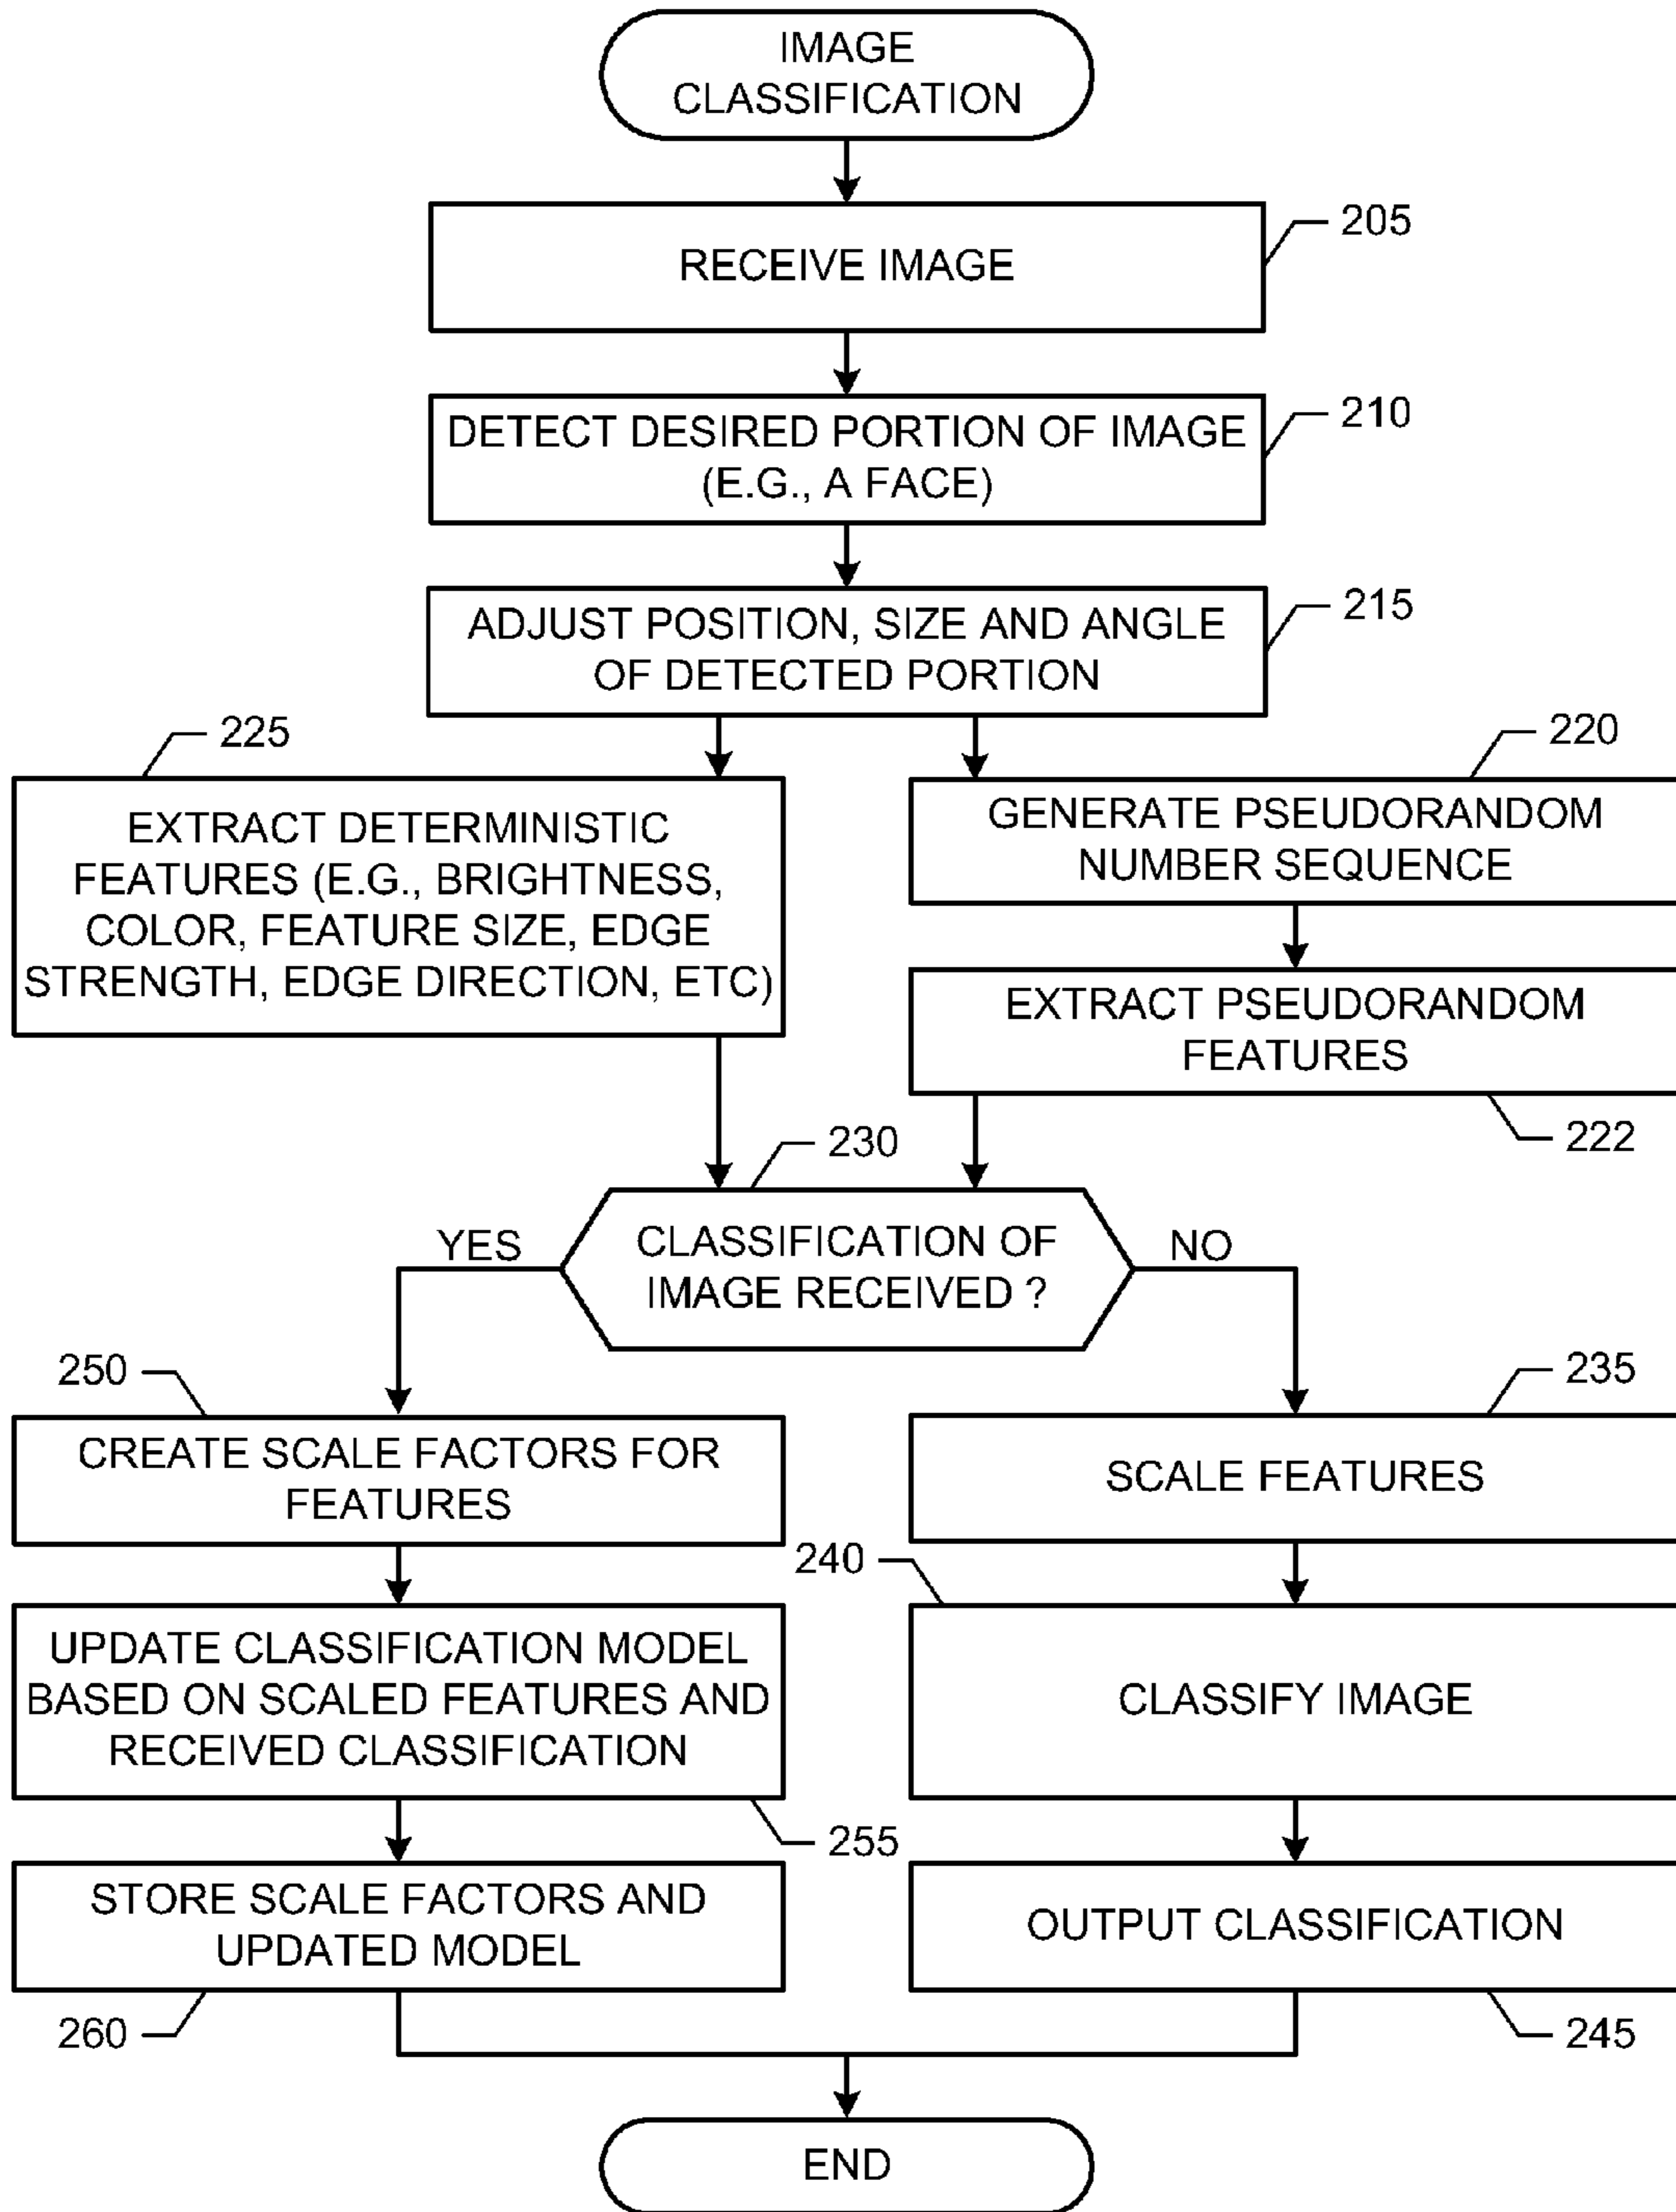 IMAGE
CLASSIFICATION
205
RECEIVE IMAGE
210
DETECT DESIRED PORTION OF IMAGE
(E.G., A FACE)
215
ADJUST POSITION, SIZE AND ANGLE
OF DETECTED PORTION
225
EXTRACT DETERMINISTIC
FEATURES (E.G., BRIGHTNESS,
COLOR, FEATURE SIZE, EDGE
STRENGTH, EDGE DIRECTION, ETC)
220
GENERATE PSEUDORANDOM
NUMBER SEQUENCE
EXTRACT PSEUDORANDOM
FEATURES
222
230
CLASSIFICATION OF
IMAGE RECEIVED ?
YES
NO
250
CREATE SCALE FACTORS FOR
FEATURES
235
SCALE FEATURES
UPDATE CLASSIFICATION MODEL
BASED ON SCALED FEATURES AND
RECEIVED CLASSIFICATION
255
240
CLASSIFY IMAGE
STORE SCALE FACTORS AND
UPDATED MODEL
260
OUTPUT CLASSIFICATION
245
END